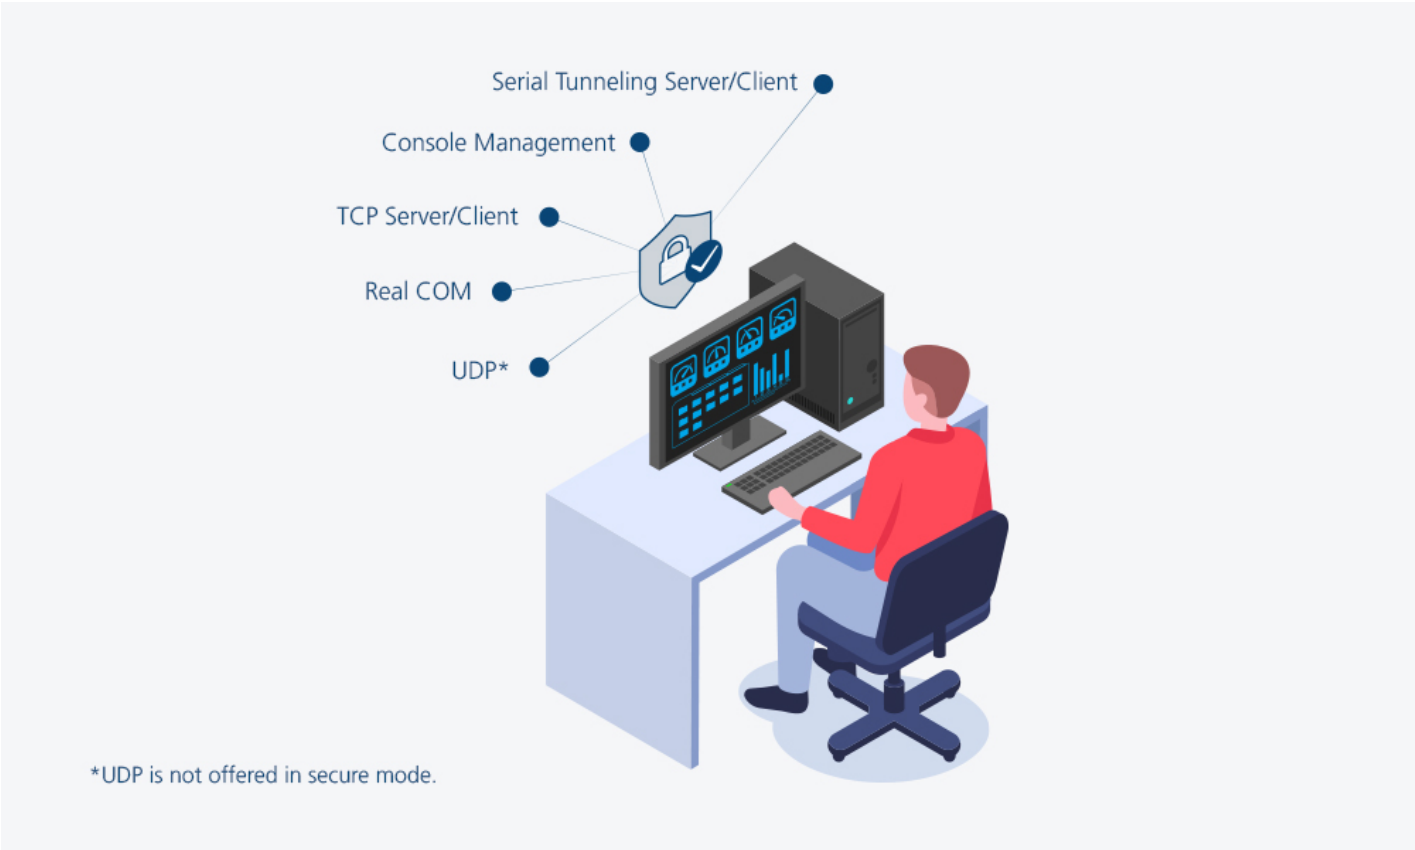 Serial Tunneling Server/Client
Console Management
TCP Server/Client
Real COM
UDP*
*UDP is not offered in secure mode.